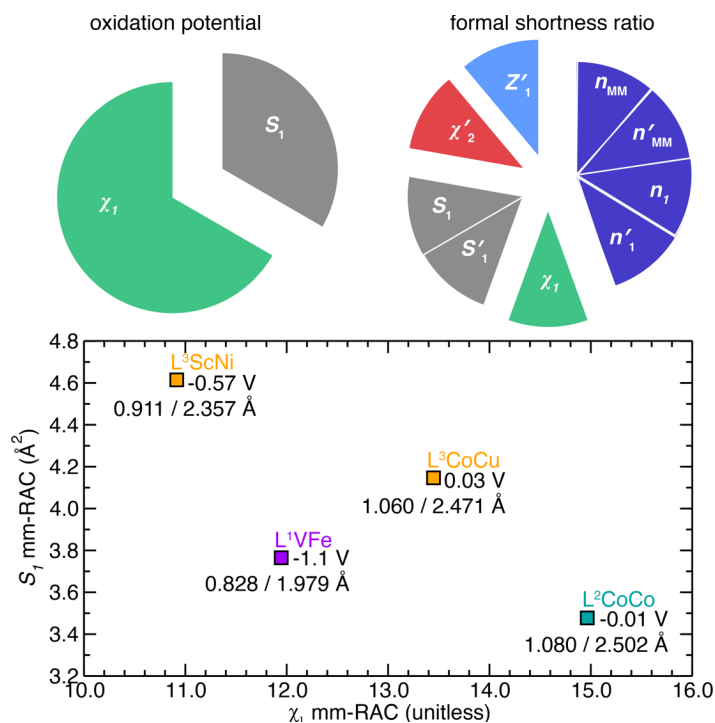 oxidation potential
formal shortness ratio
S₁
χ₁
Z′₁
χ′₂
S₁
S′₁
χ₁
n_MM
n′_MM
n₁
n′₁
4.8
4.6
4.4
4.2
4.0
3.8
3.6
3.4
3.2
S₁ mm-RAC (Å²)
L³ScNi
-0.57 V
0.911 / 2.357 Å
L³CoCu
0.03 V
1.060 / 2.471 Å
L¹VFe
-1.1 V
0.828 / 1.979 Å
L²CoCo
-0.01 V
1.080 / 2.502 Å
10.0 11.0 12.0 13.0 14.0 15.0 16.0
χ₁ mm-RAC (unitless)